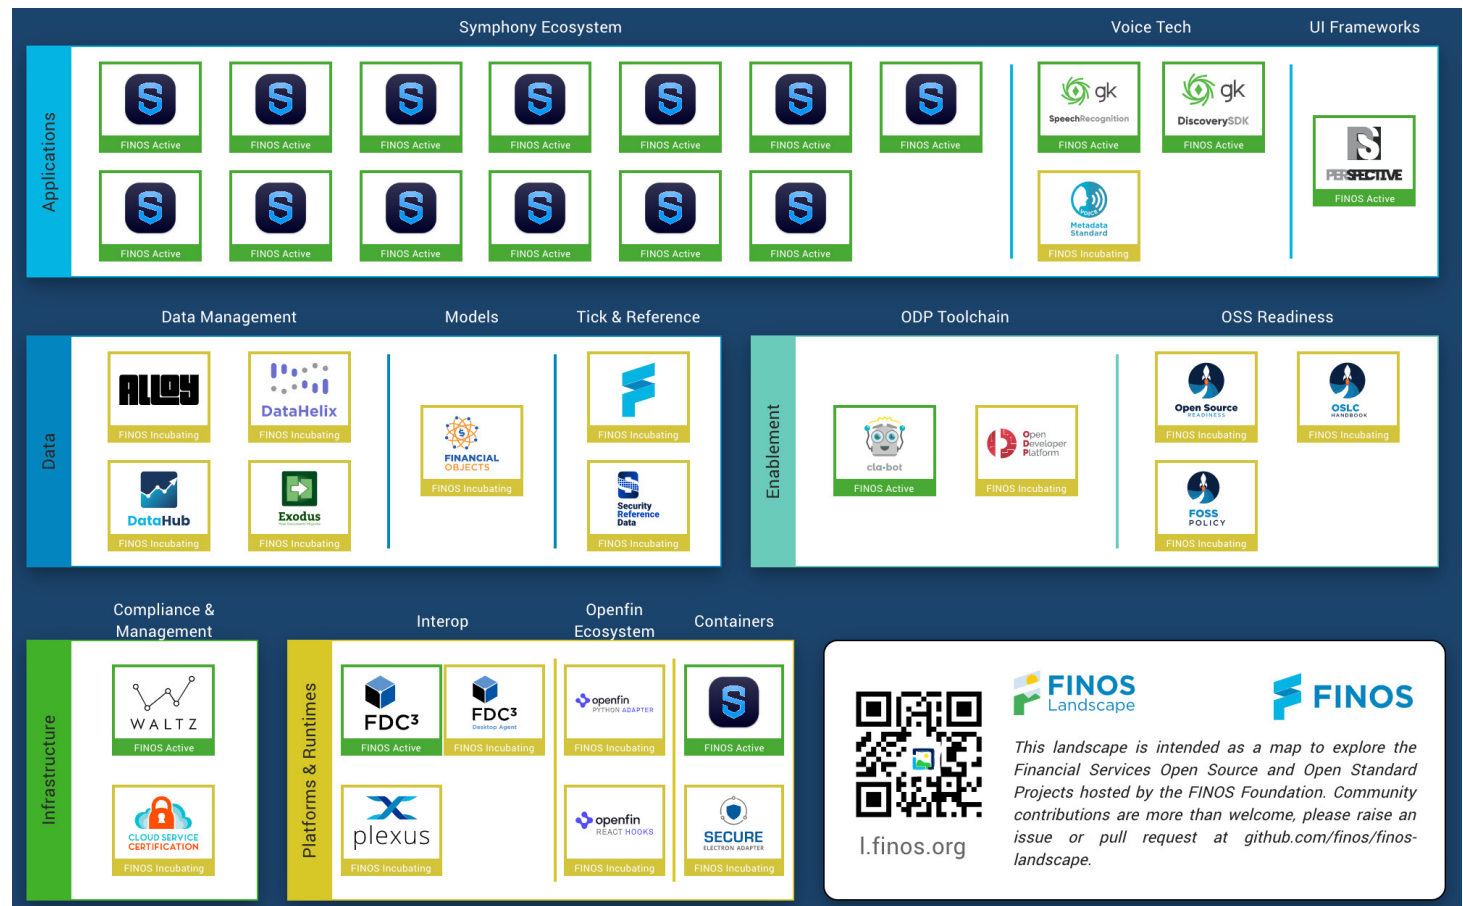 Symphony Ecosystem
Voice Tech
UI Frameworks
Applications
FINOS Active
FINOS Active
FINOS Active
FINOS Active
FINOS Active
FINOS Active
FINOS Active
FINOS Active
FINOS Active
FINOS Active
FINOS Active
FINOS Active
FINOS Active
gk
SpeechRecognition
FINOS Active
gk
DiscoverySDK
FINOS Active
VOICE
Metadata
Standard
FINOS Incubating
PERSPECTIVE
FINOS Active
Data Management
Models
Tick & Reference
Data
ALLOY
FINOS Incubating
DataHelix
FINOS Incubating
DataHub
FINOS Incubating
Exodus
FINOS Incubating
FINANCIAL
OBJECTS
FINOS Incubating
FINOS Incubating
Security
Reference
Data
FINOS Incubating
ODP Toolchain
OSS Readiness
Enablement
cla-bot
FINOS Active
Open
Developer
Platform
FINOS Incubating
Open Source
READINESS
FINOS Incubating
OSLC
HANDBOOK
FINOS Incubating
FOSS
POLICY
FINOS Incubating
Compliance &
Management
Infrastructure
WALTZ
FINOS Active
CLOUD SERVICE
CERTIFICATION
FINOS Incubating
Interop
Openfin
Ecosystem
Containers
Platforms & Runtimes
FDC³
FINOS Active
FDC³
Desktop Agent
FINOS Incubating
plexus
FINOS Incubating
openfin
PYTHON ADAPTER
FINOS Incubating
openfin
REACT HOOKS
FINOS Incubating
FINOS Active
SECURE
ELECTRON ADAPTER
FINOS Incubating
l.finos.org
FINOS
Landscape
FINOS
This landscape is intended as a map to explore the
Financial Services Open Source and Open Standard
Projects hosted by the FINOS Foundation. Community
contributions are more than welcome, please raise an
issue or pull request at github.com/finos/finos-
landscape.